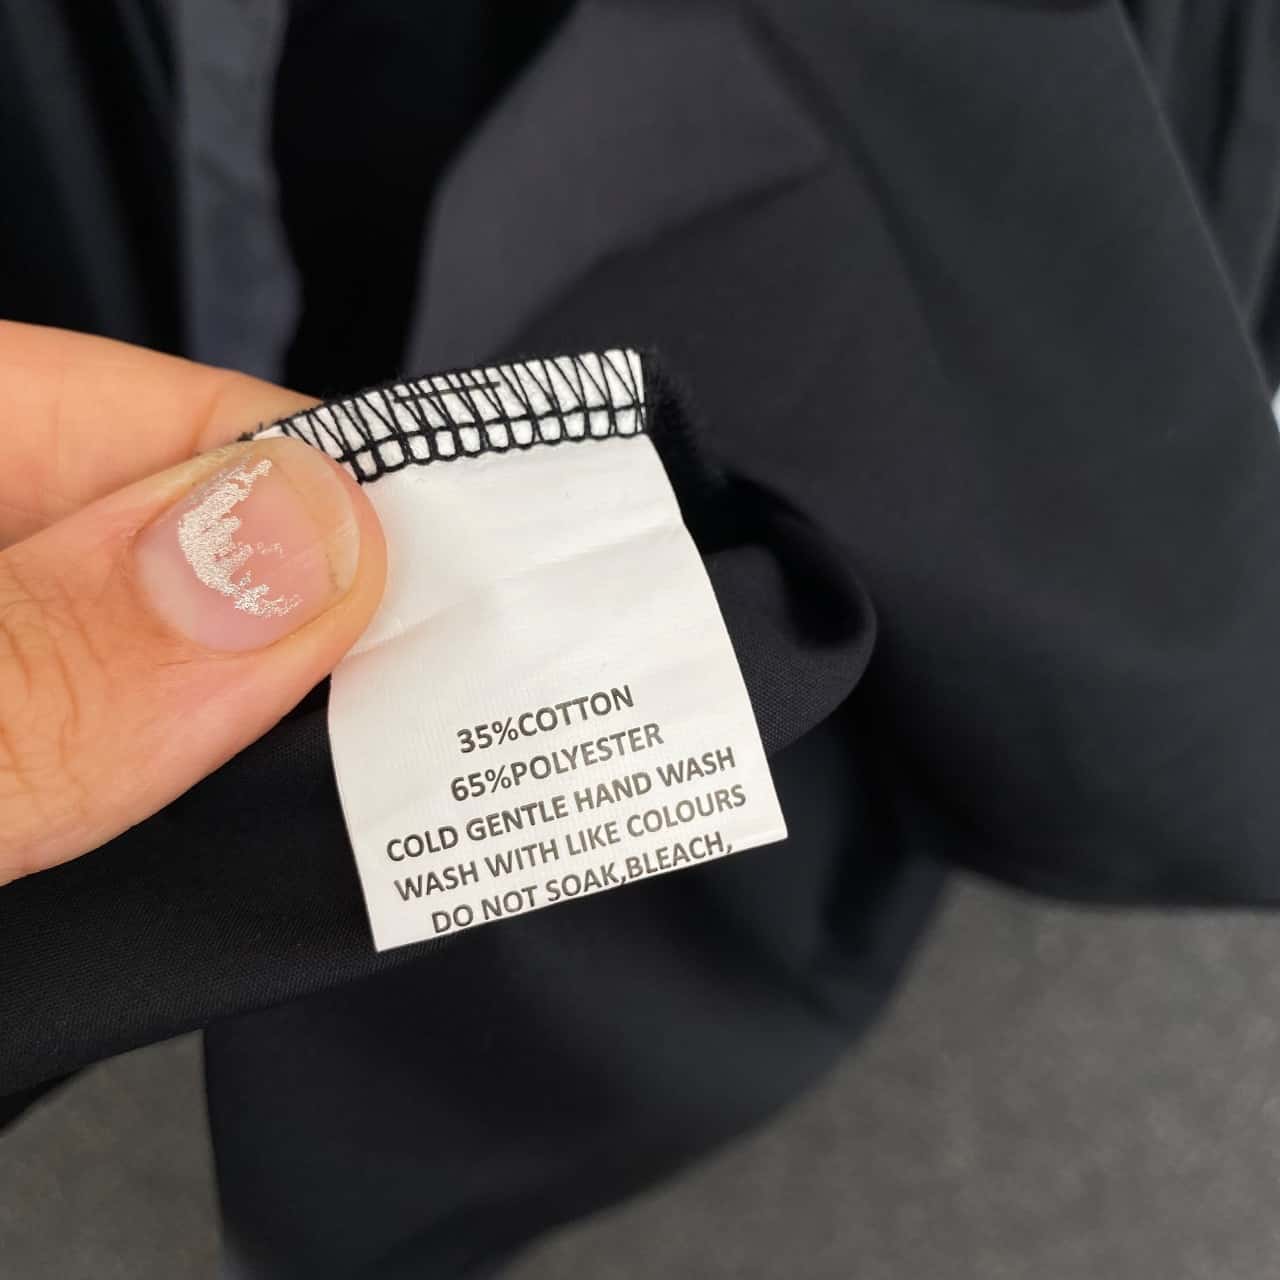 35%COTTON
65%POLYESTER
COLD GENTLE HAND WASH
WASH WITH LIKE COLOURS
DO NOT SOAK,BLEACH,